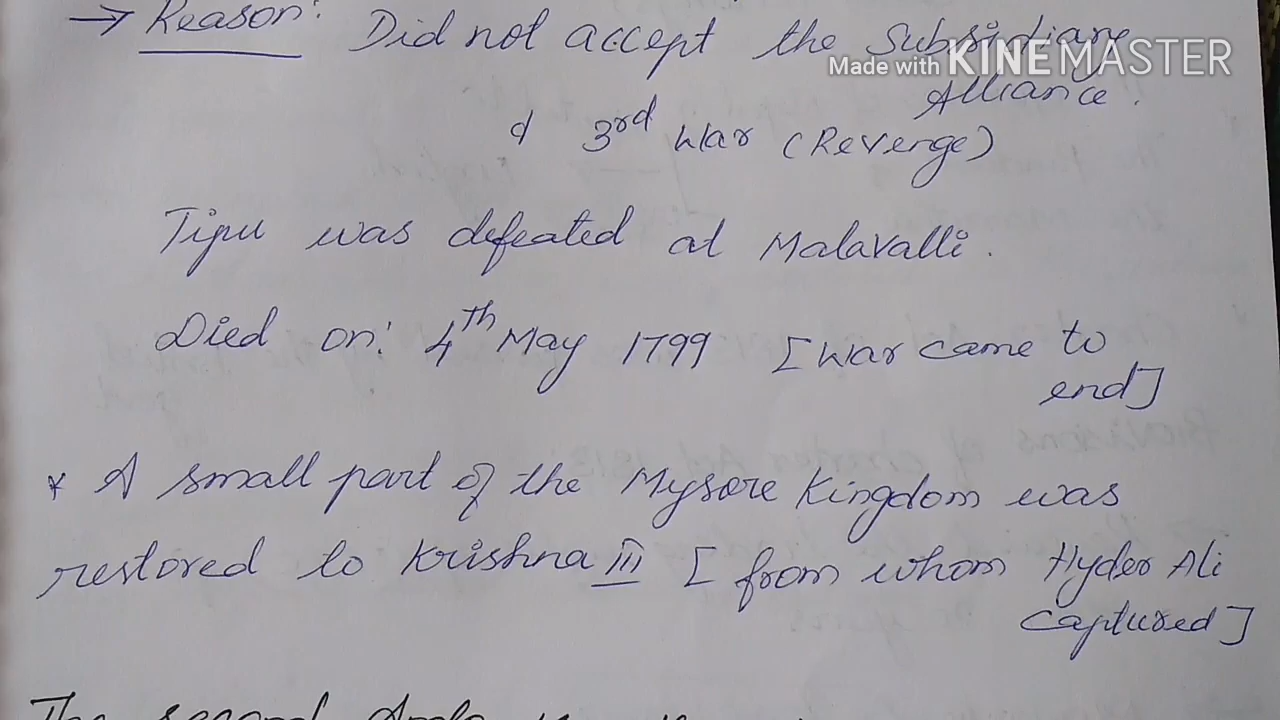 → Reason: Did not accept the Subsidiary
Made with KINEMASTER
Alliance.
& 3rd War (Revenge)
Tipu was defeated at Malavalli.
Died on: 4th May 1799 [War came to
end]
* A small part of the Mysore Kingdom was
restored to Krishna III [from whom Hyder Ali
captured]
The second